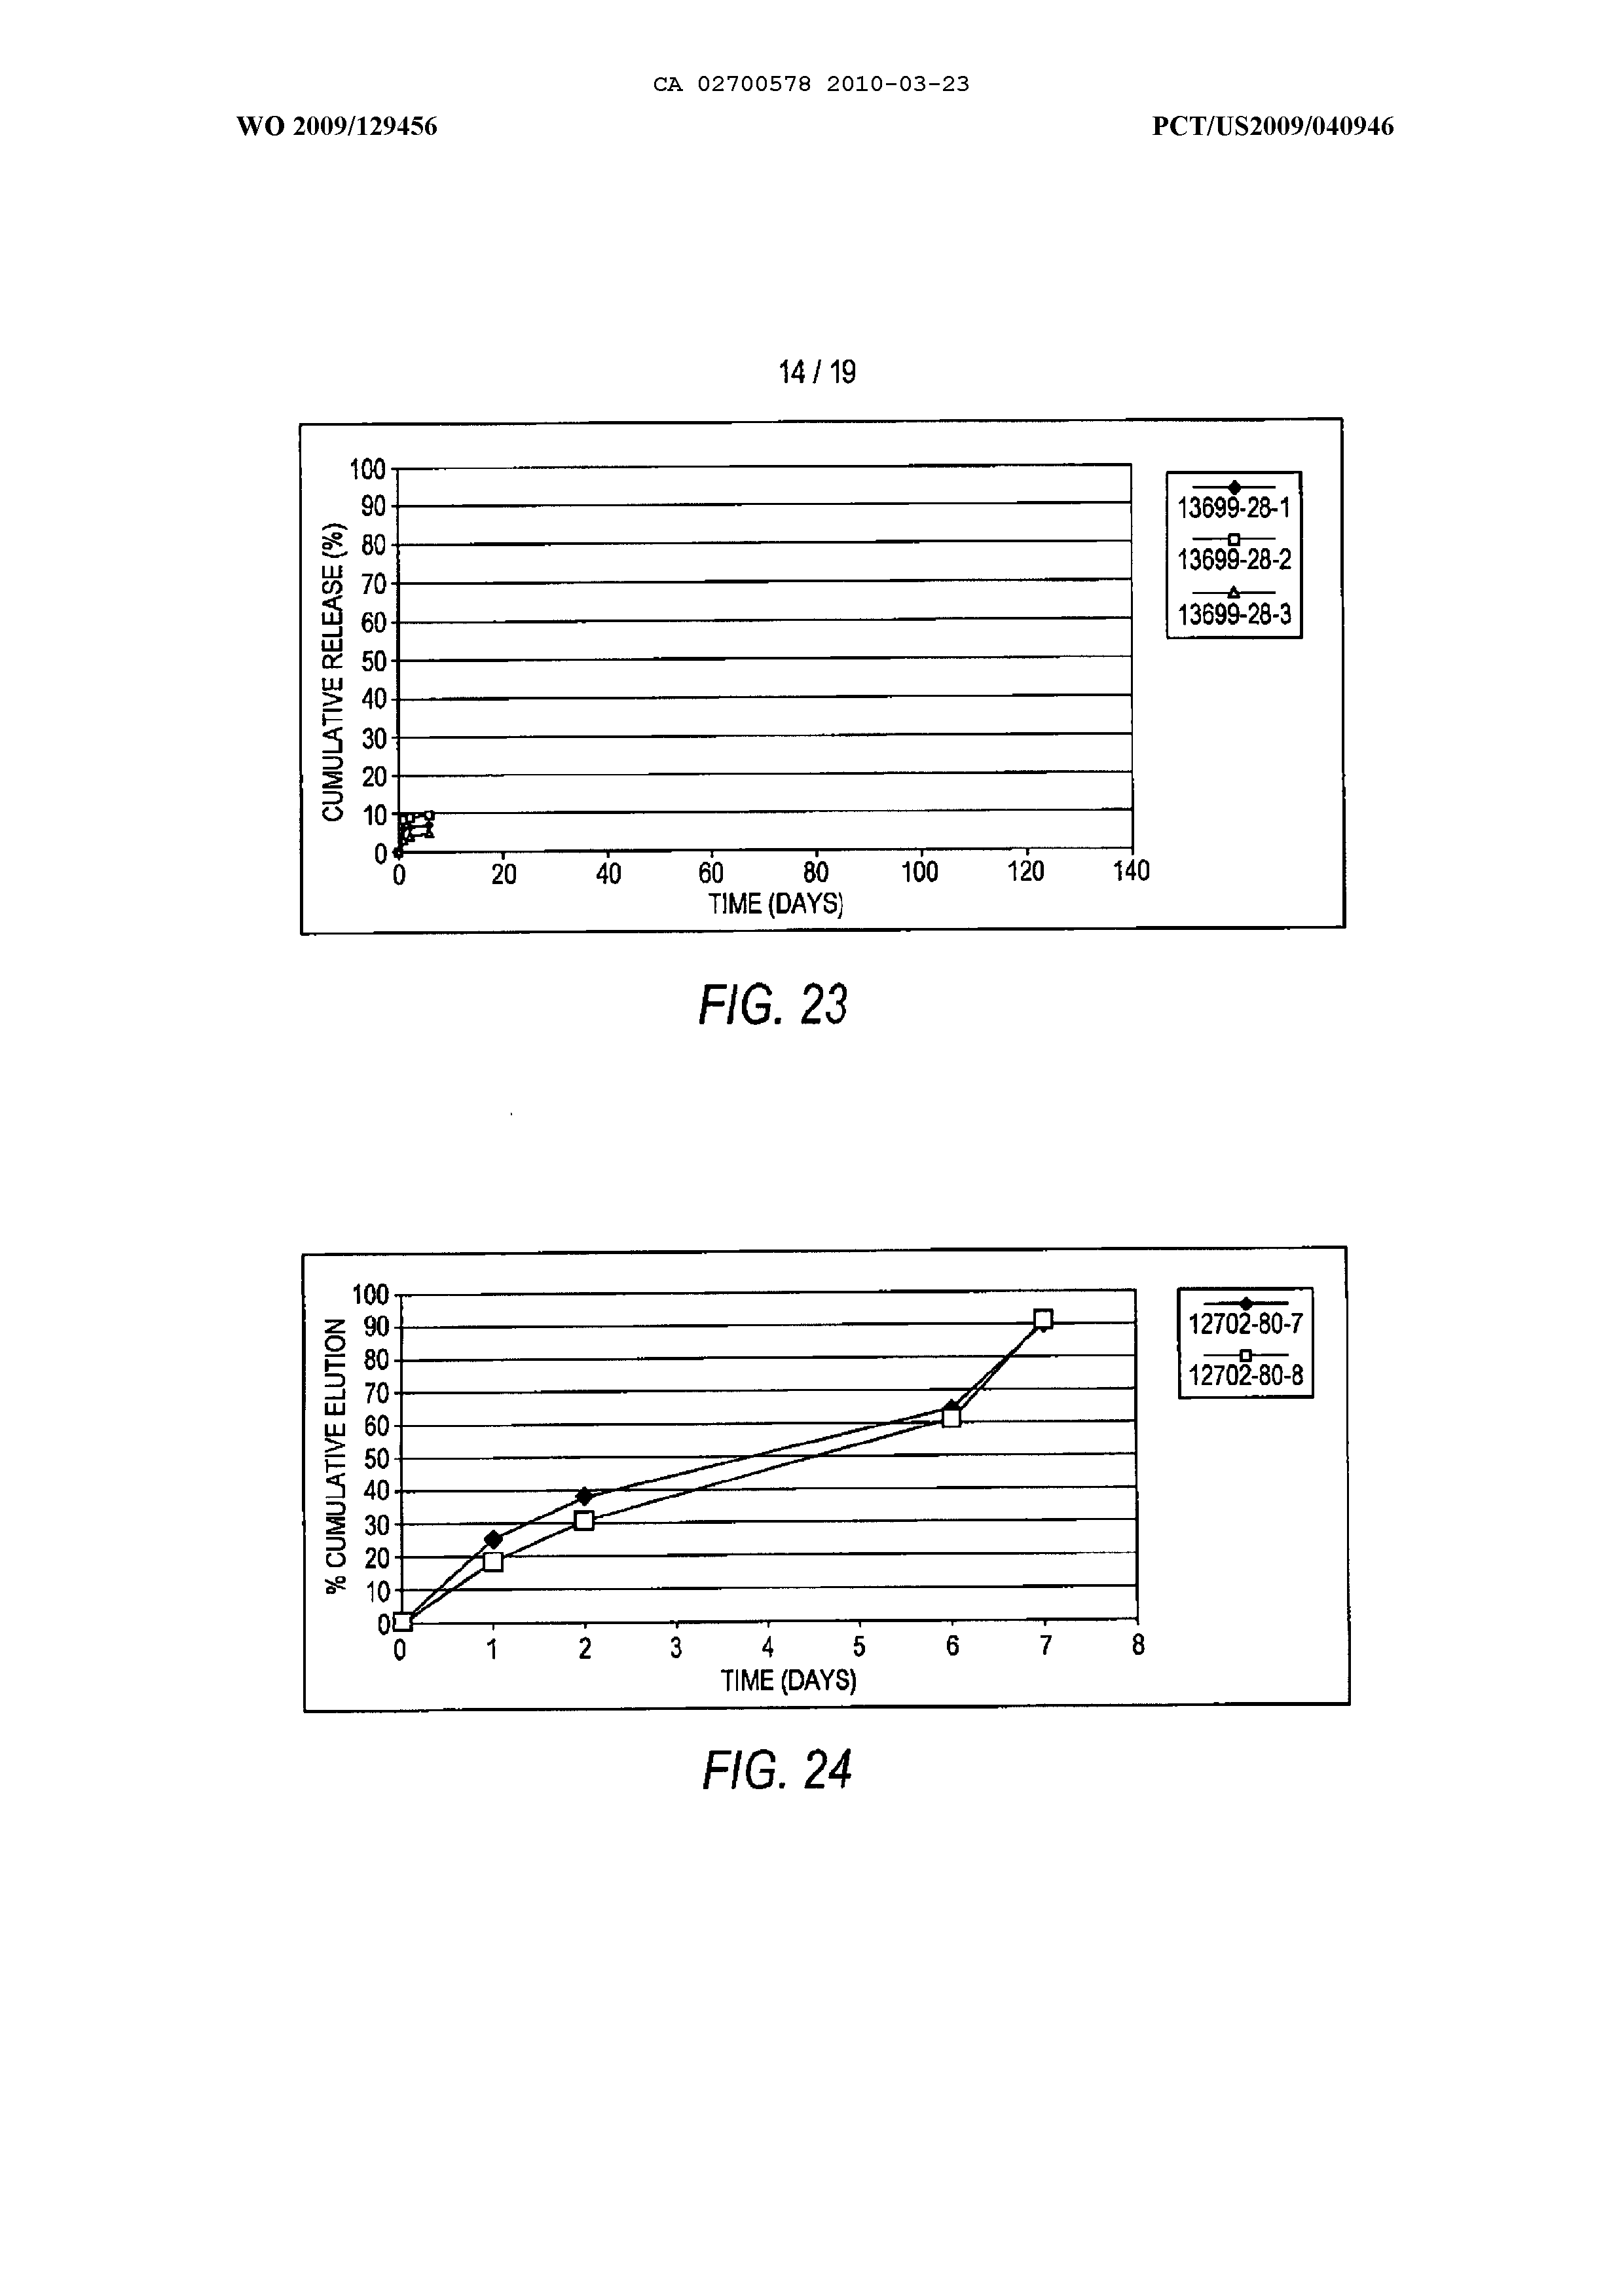 CA 02700578 2010-03-23
WO 2009/129456 PCT/US2009/040946
14 / 19
CUMULATIVE RELEASE (%)
100
90
80
70
60
50
40
30
20
10
0
0 20 40 60 80 100 120 140
TIME (DAYS)
13699-28-1
13699-28-2
13699-28-3
FIG. 23
% CUMULATIVE ELUTION
100
90
80
70
60
50
40
30
20
10
0
0 1 2 3 4 5 6 7 8
TIME (DAYS)
12702-80-7
12702-80-8
FIG. 24